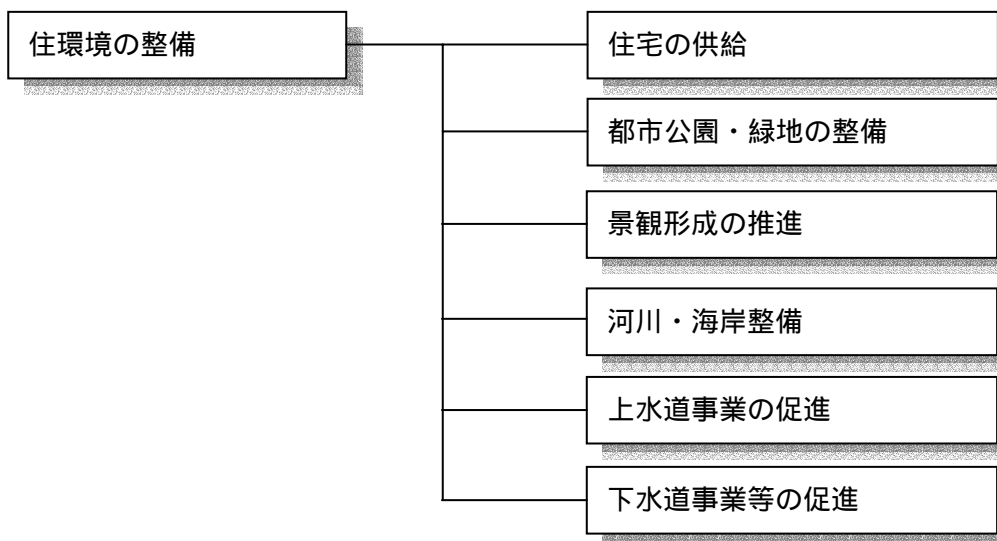 住環境の整備
住宅の供給
都市公園・緑地の整備
景観形成の推進
河川・海岸整備
上水道事業の促進
下水道事業等の促進